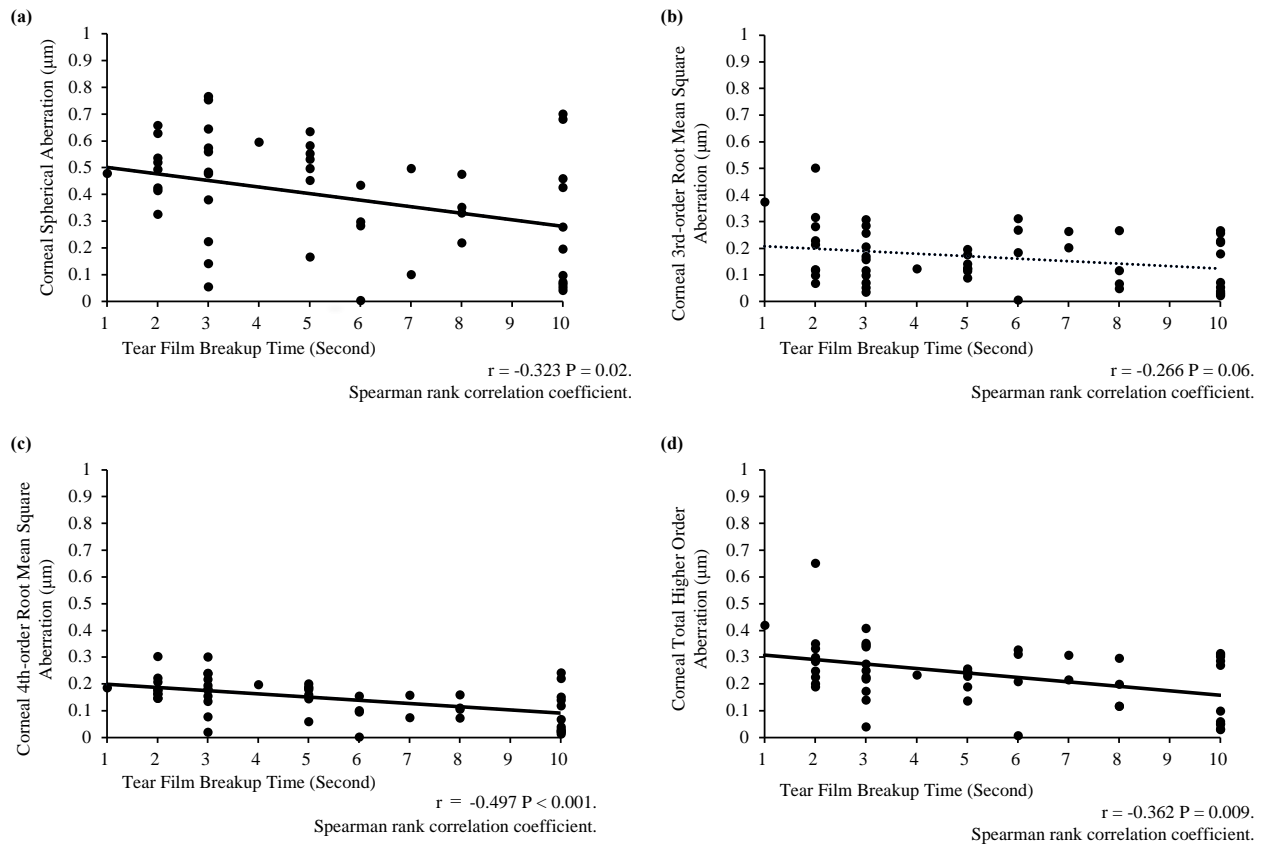 (a)
Corneal Spherical Aberration (μm)
1
0.9
0.8
0.7
0.6
0.5
0.4
0.3
0.2
0.1
0
1 2 3 4 5 6 7 8 9 10
Tear Film Breakup Time (Second)
r = -0.323 P = 0.02.
Spearman rank correlation coefficient.
(b)
Corneal 3rd-order Root Mean Square
Aberration (μm)
1
0.9
0.8
0.7
0.6
0.5
0.4
0.3
0.2
0.1
0
1 2 3 4 5 6 7 8 9 10
Tear Film Breakup Time (Second)
r = -0.266 P = 0.06.
Spearman rank correlation coefficient.
(c)
Corneal 4th-order Root Mean Square
Aberration (μm)
1
0.9
0.8
0.7
0.6
0.5
0.4
0.3
0.2
0.1
0
1 2 3 4 5 6 7 8 9 10
Tear Film Breakup Time (Second)
r = -0.497 P < 0.001.
Spearman rank correlation coefficient.
(d)
Corneal Total Higher Order
Aberration (μm)
1
0.9
0.8
0.7
0.6
0.5
0.4
0.3
0.2
0.1
0
1 2 3 4 5 6 7 8 9 10
Tear Film Breakup Time (Second)
r = -0.362 P = 0.009.
Spearman rank correlation coefficient.